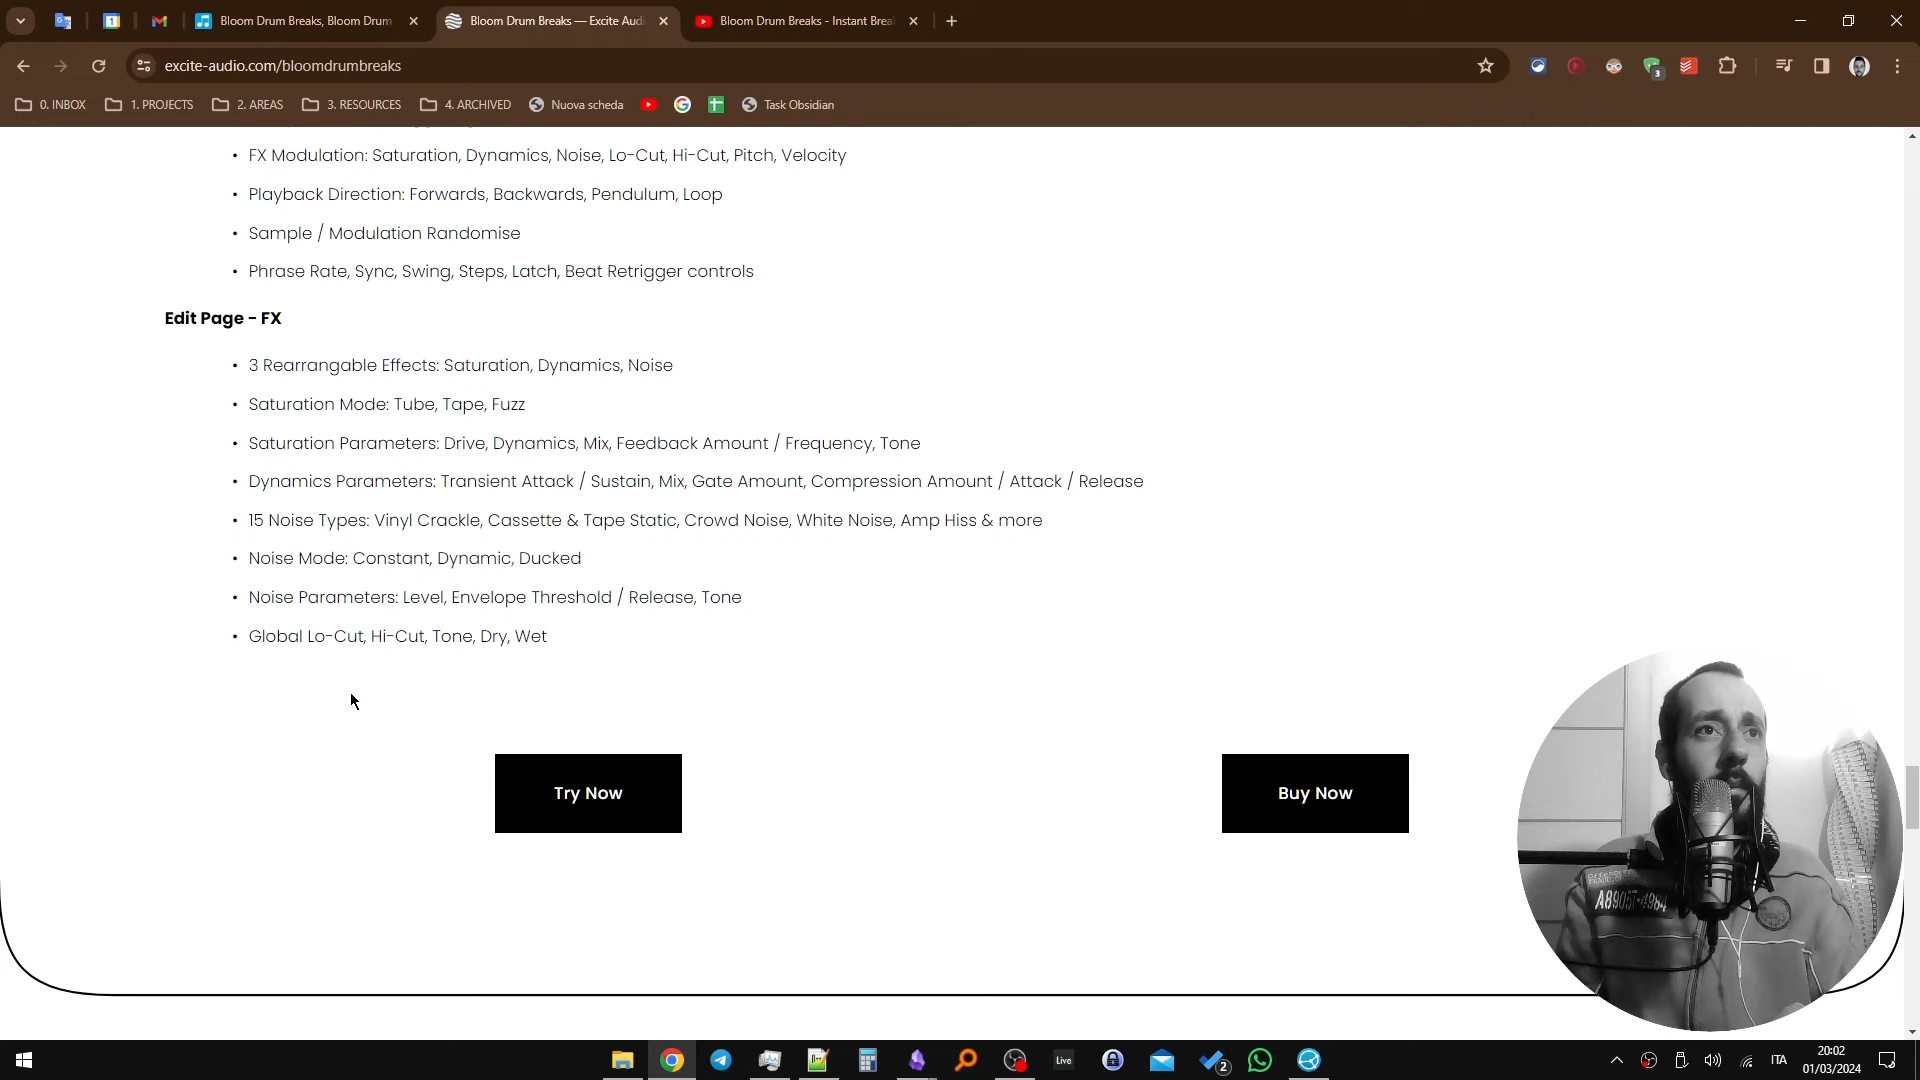 Bloom Drum Breaks, Bloom Drum
Bloom Drum Breaks — Excite Audi
Bloom Drum Breaks - Instant Brea
excite-audio.com/bloomdrumbreaks
3
0. INBOX
1. PROJECTS
2. AREAS
3. RESOURCES
4. ARCHIVED
Nuova scheda
Task Obsidian
• FX Modulation: Saturation, Dynamics, Noise, Lo-Cut, Hi-Cut, Pitch, Velocity
• Playback Direction: Forwards, Backwards, Pendulum, Loop
• Sample / Modulation Randomise
• Phrase Rate, Sync, Swing, Steps, Latch, Beat Retrigger controls
Edit Page - FX
• 3 Rearrangable Effects: Saturation, Dynamics, Noise
• Saturation Mode: Tube, Tape, Fuzz
• Saturation Parameters: Drive, Dynamics, Mix, Feedback Amount / Frequency, Tone
• Dynamics Parameters: Transient Attack / Sustain, Mix, Gate Amount, Compression Amount / Attack / Release
• 15 Noise Types: Vinyl Crackle, Cassette & Tape Static, Crowd Noise, White Noise, Amp Hiss & more
• Noise Mode: Constant, Dynamic, Ducked
• Noise Parameters: Level, Envelope Threshold / Release, Tone
• Global Lo-Cut, Hi-Cut, Tone, Dry, Wet
Try Now
Buy Now
Live
2
ITA
20:02
01/03/2024